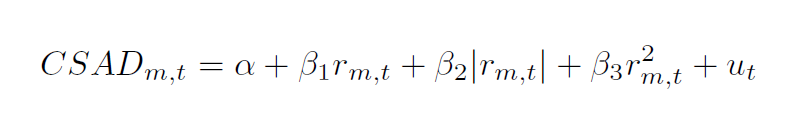 CSAD_{m,t} = α + β_1 r_{m,t} + β_2 |r_{m,t}| + β_3 r^2_{m,t} + u_t